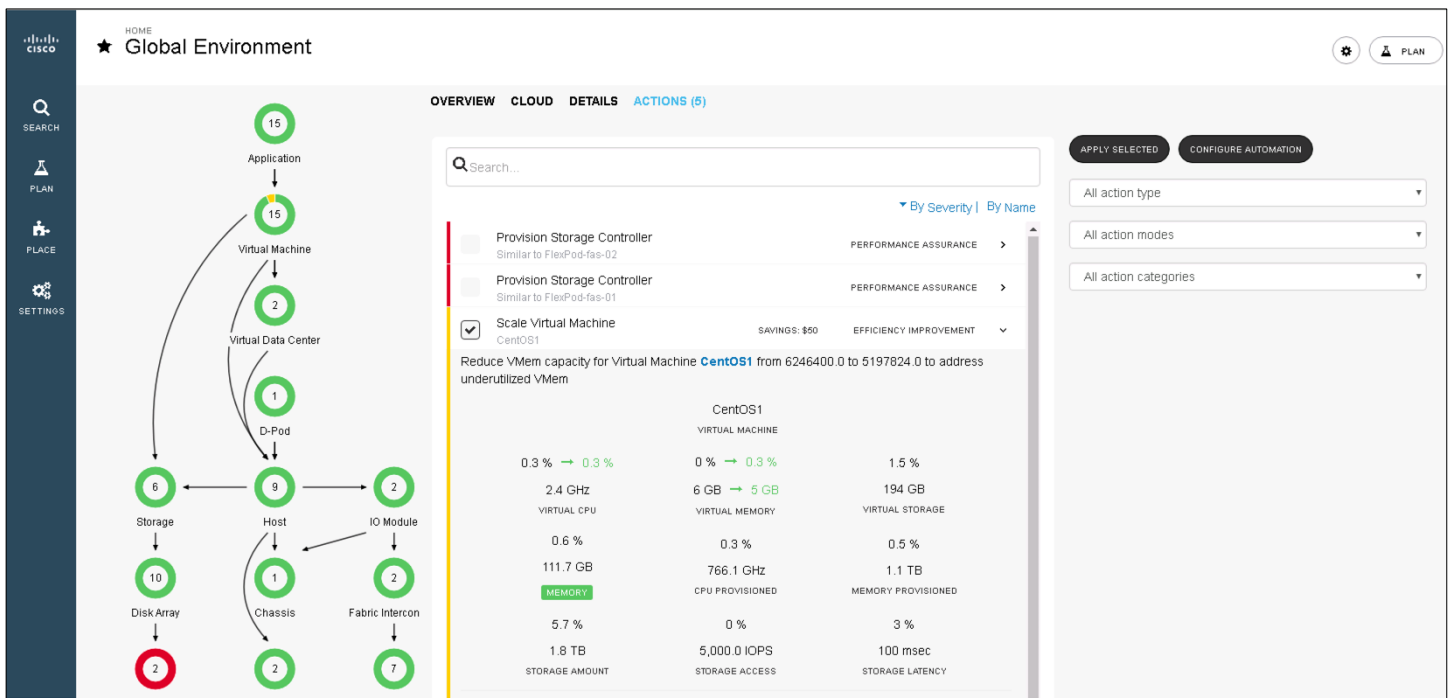 cisco
HOME
Global Environment
PLAN
SEARCH
PLAN
PLACE
SETTINGS
15
Application
15
Virtual Machine
2
Virtual Data Center
1
D-Pod
6
9
2
Storage
Host
IO Module
10
1
2
Disk Array
Chassis
Fabric Intercon
2
2
7
OVERVIEW CLOUD DETAILS ACTIONS (5)
Search...
By Severity | By Name
Provision Storage Controller
Similar to FlexPod-fas-02
PERFORMANCE ASSURANCE
Provision Storage Controller
Similar to FlexPod-fas-01
PERFORMANCE ASSURANCE
Scale Virtual Machine
CentOS1
SAVINGS: $50 EFFICIENCY IMPROVEMENT
Reduce VMem capacity for Virtual Machine CentOS1 from 6246400.0 to 5197824.0 to address
underutilized VMem
CentOS1
VIRTUAL MACHINE
0.3 % → 0.3 % 0 % → 0.3 % 1.5 %
2.4 GHz 6 GB → 5 GB 194 GB
VIRTUAL CPU VIRTUAL MEMORY VIRTUAL STORAGE
0.6 % 0.3 % 0.5 %
111.7 GB 766.1 GHz 1.1 TB
MEMORY CPU PROVISIONED MEMORY PROVISIONED
5.7 % 0 % 3 %
1.8 TB 5,000.0 IOPS 100 msec
STORAGE AMOUNT STORAGE ACCESS STORAGE LATENCY
APPLY SELECTED CONFIGURE AUTOMATION
All action type
All action modes
All action categories